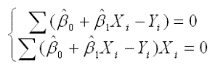 ∑(β̂₀ + β̂₁Xᵢ − Yᵢ) = 0
∑(β̂₀ + β̂₁Xᵢ − Yᵢ)Xᵢ = 0